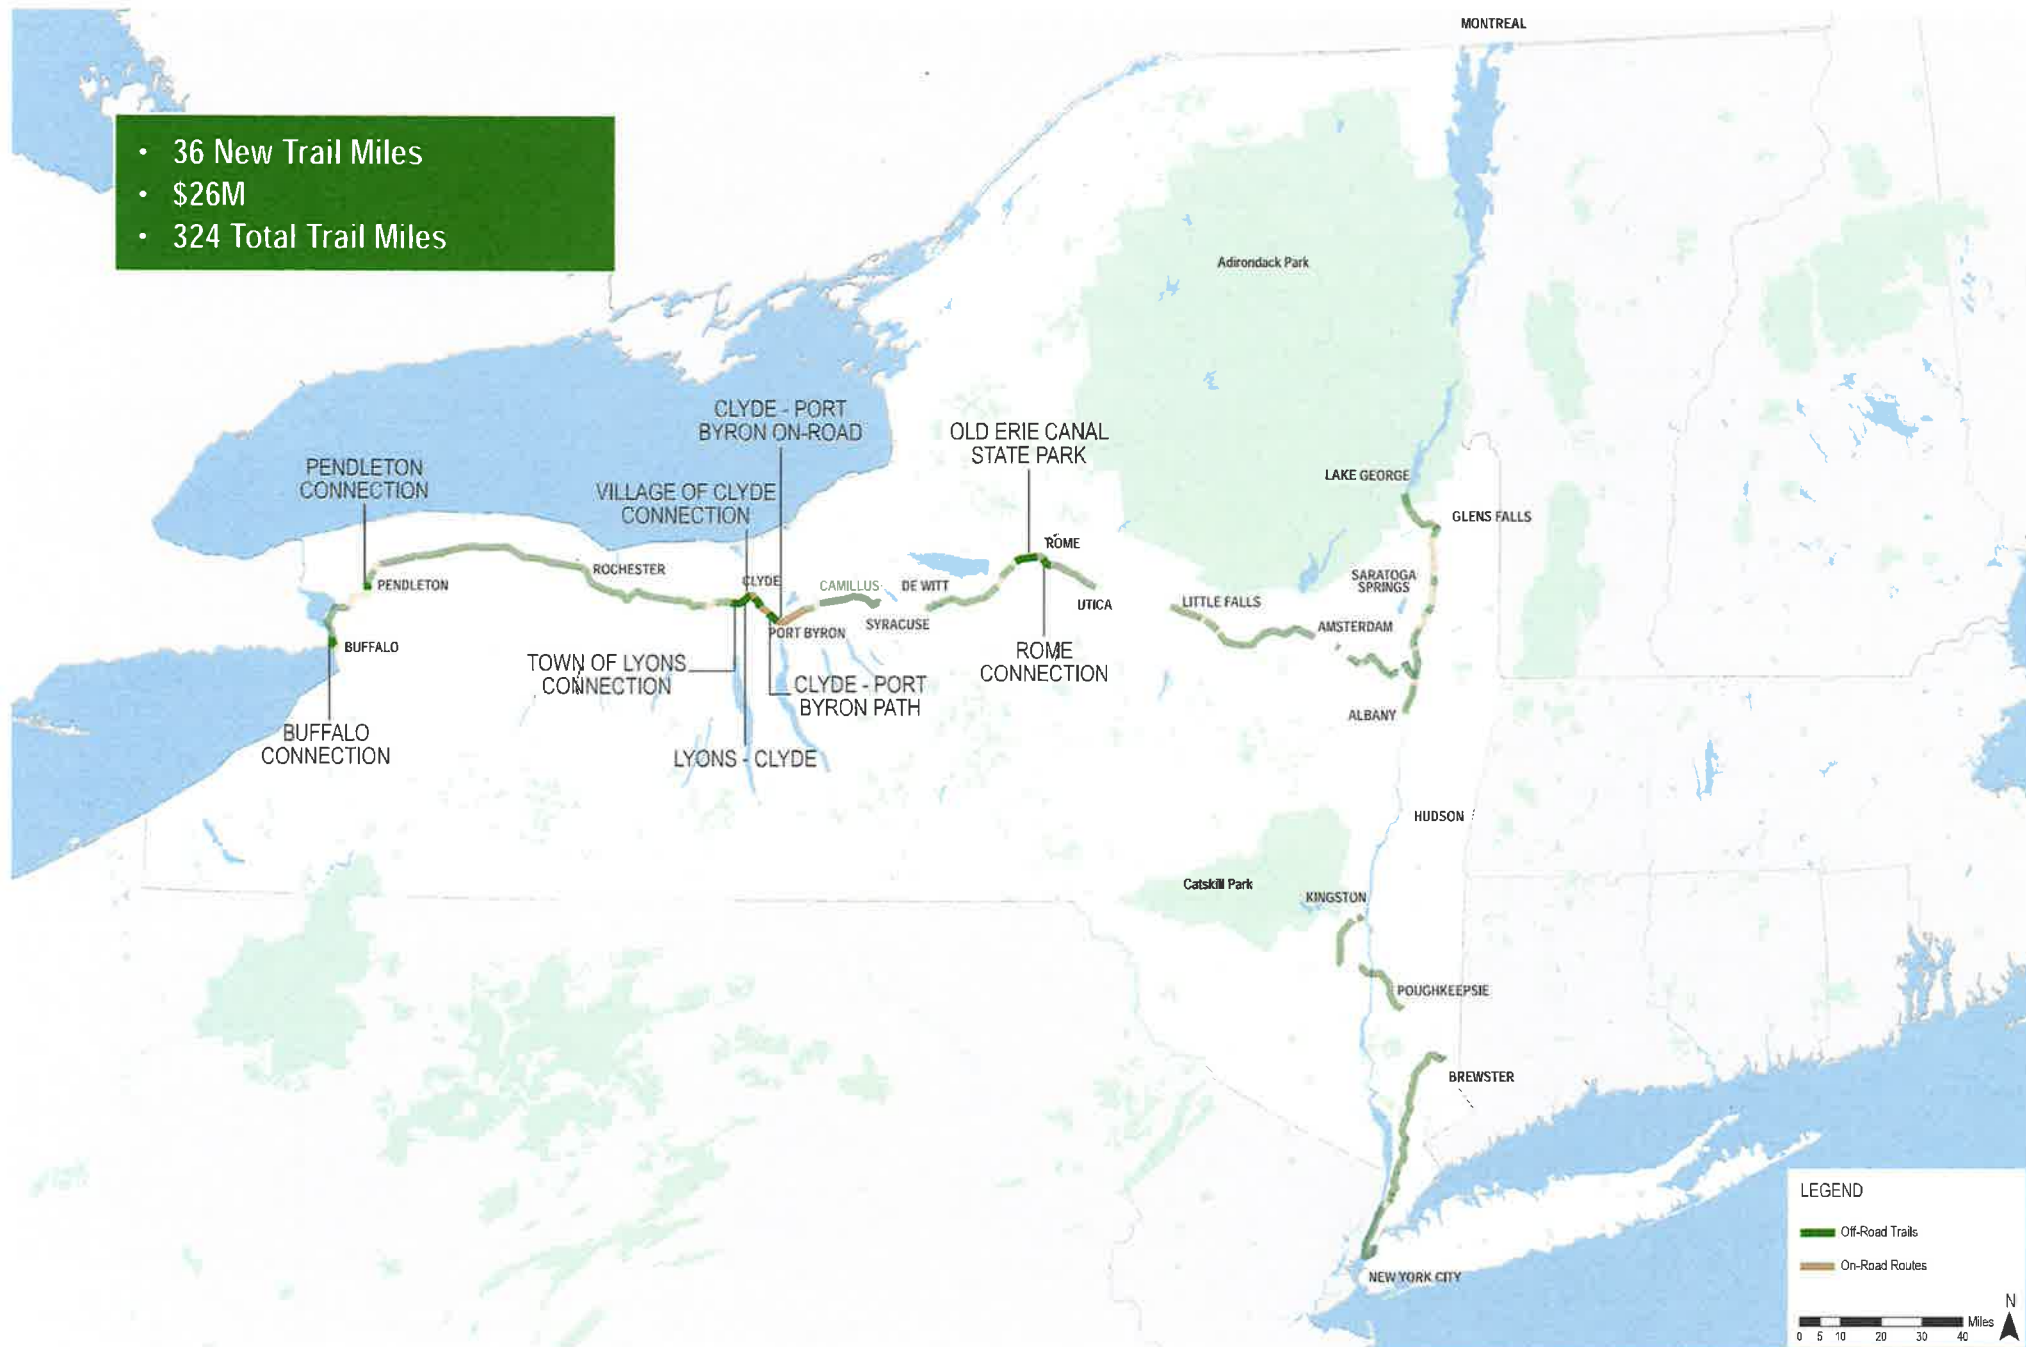 MONTREAL
• 36 New Trail Miles
• $26M
• 324 Total Trail Miles
Adirondack Park
CLYDE - PORT
BYRON ON-ROAD
OLD ERIE CANAL
STATE PARK
PENDLETON
CONNECTION
VILLAGE OF CLYDE
CONNECTION
LAKE GEORGE
GLENS FALLS
ROME
ROCHESTER
CLYDE
CAMILLUS
DE WITT
PENDLETON
SARATOGA
SPRINGS
UTICA
LITTLE FALLS
SYRACUSE
AMSTERDAM
PORT BYRON
BUFFALO
TOWN OF LYONS
CONNECTION
ROME
CONNECTION
CLYDE - PORT
BYRON PATH
ALBANY
BUFFALO
CONNECTION
LYONS - CLYDE
HUDSON
Catskill Park
KINGSTON
POUGHKEEPSIE
BREWSTER
NEW YORK CITY
LEGEND
Off-Road Trails
On-Road Routes
N
Miles
0 5 10 20 30 40